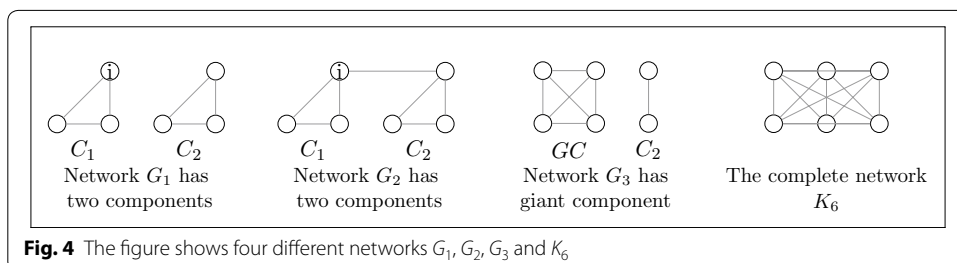 i i
C₁ C₂ C₁ C₂ GC C₂
Network G₁ has Network G₂ has Network G₃ has The complete network
two components two components giant component K₆
Fig. 4 The figure shows four different networks G₁, G₂, G₃ and K₆